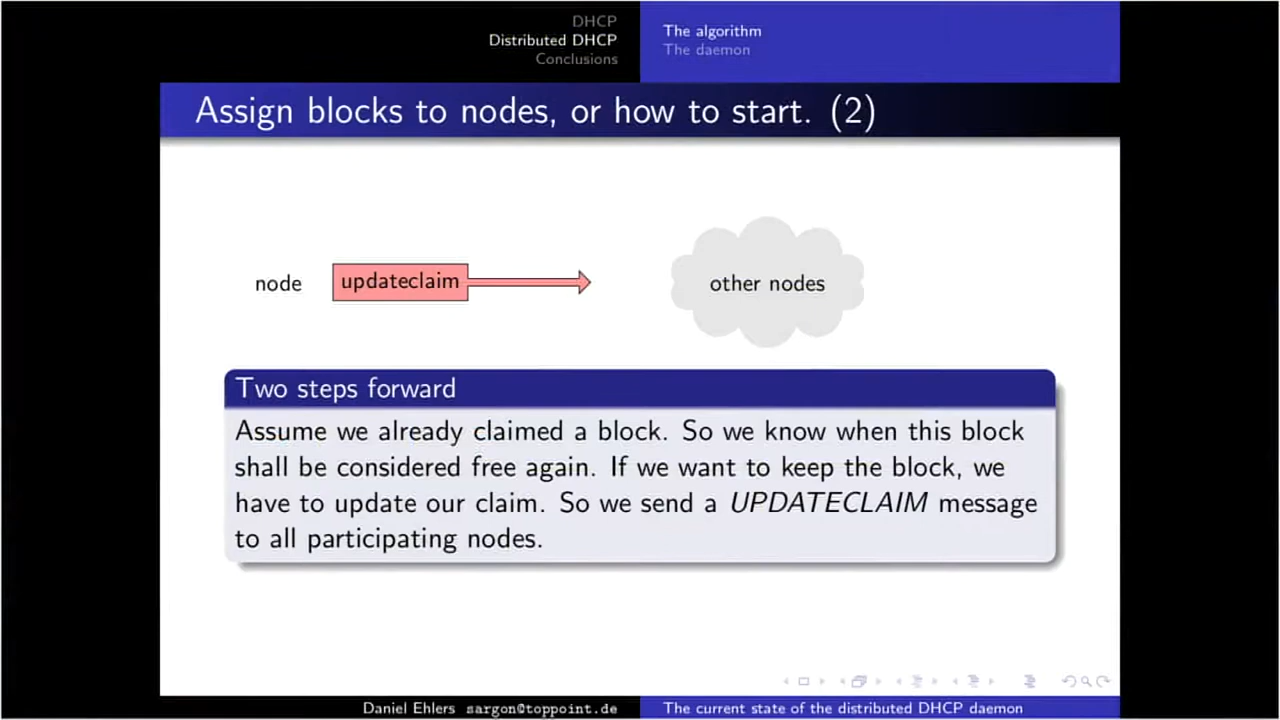 DHCP
Distributed DHCP
Conclusions
The algorithm
The daemon
Assign blocks to nodes, or how to start. (2)
node
updateclaim
other nodes
Two steps forward
Assume we already claimed a block. So we know when this block
shall be considered free again. If we want to keep the block, we
have to update our claim. So we send a UPDATECLAIM message
to all participating nodes.
Daniel Ehlers sargon@toppoint.de
The current state of the distributed DHCP daemon